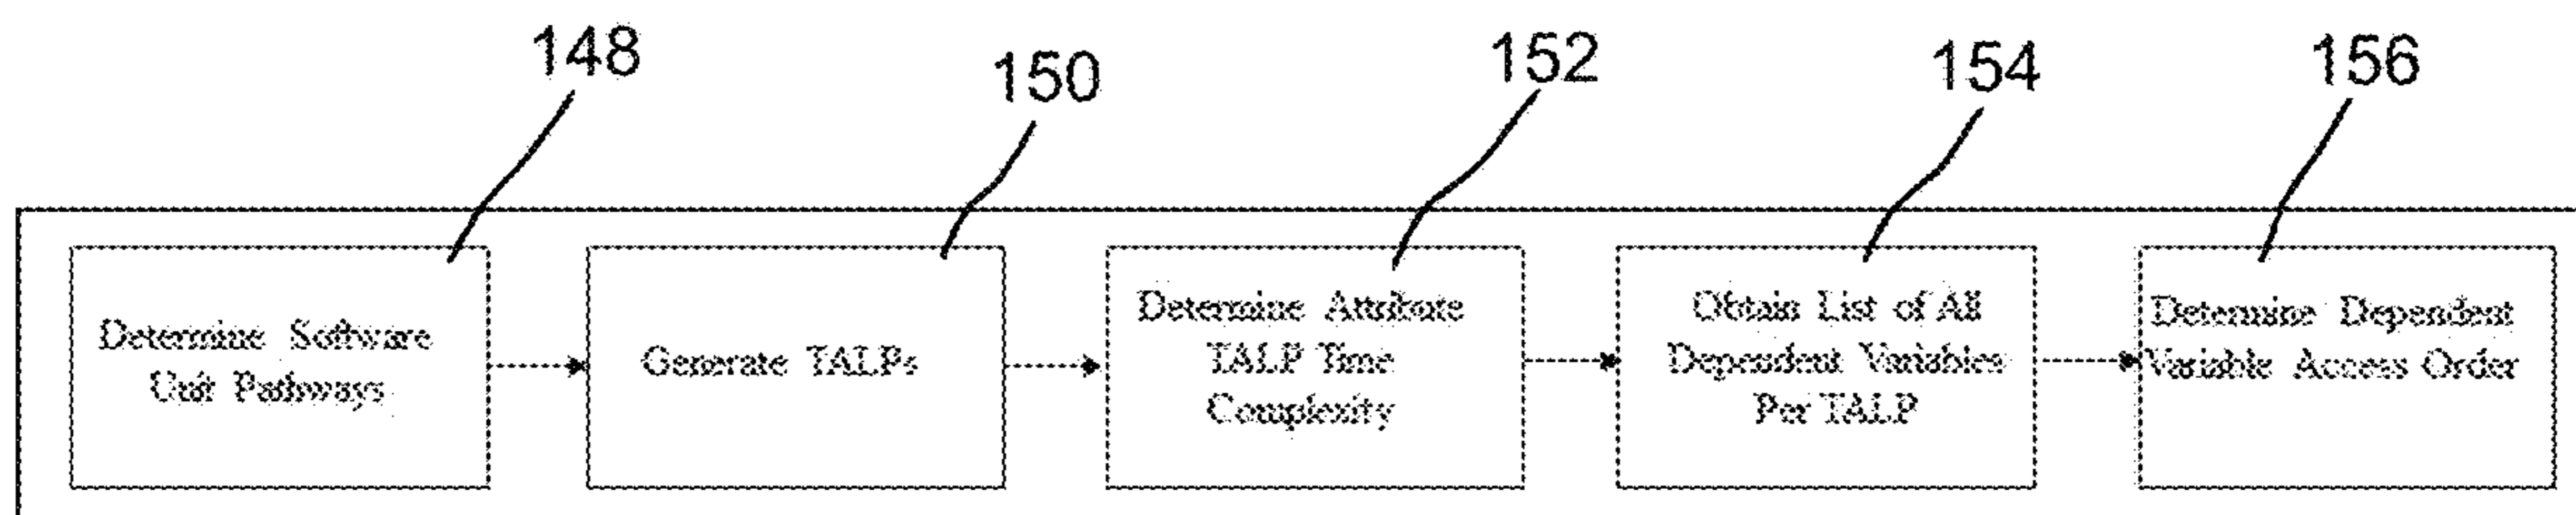 148
150
152
154
156
Determine Software
Unit Pathways
Generate TALPs
Determine Attribute
TALP Time
Complexity
Obtain List of All
Dependent Variables
Per TALP
Determine Dependent
Variable Access Order